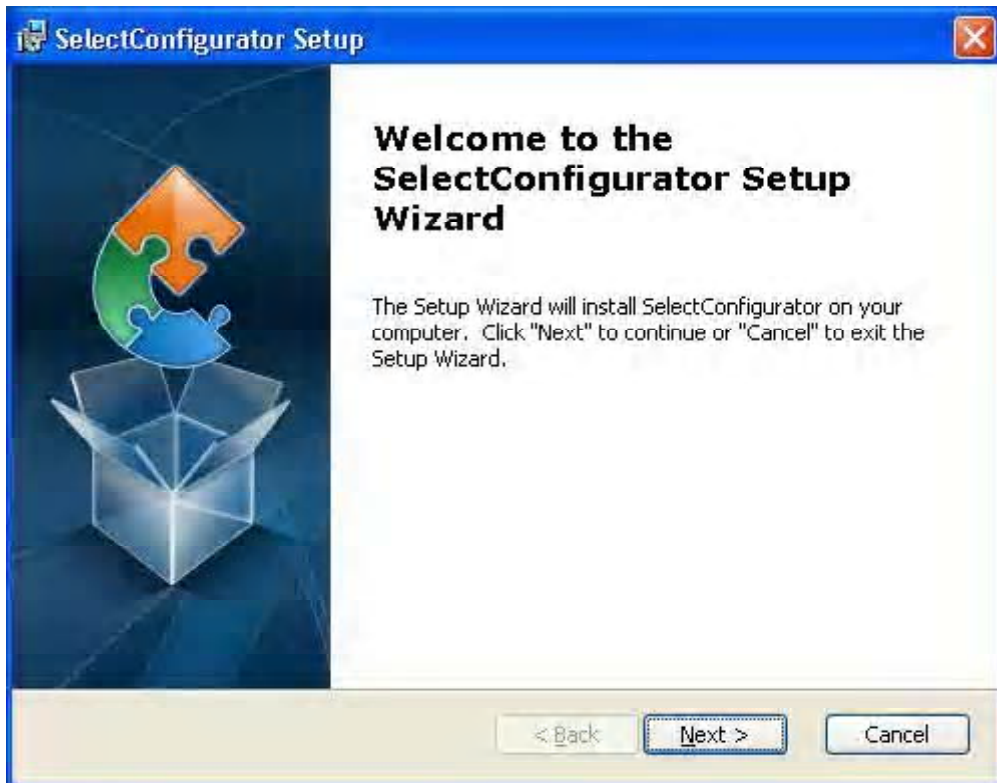 SelectConfigurator Setup
Welcome to the
SelectConfigurator Setup
Wizard
The Setup Wizard will install SelectConfigurator on your
computer. Click "Next" to continue or "Cancel" to exit the
Setup Wizard.
< Back
Next >
Cancel